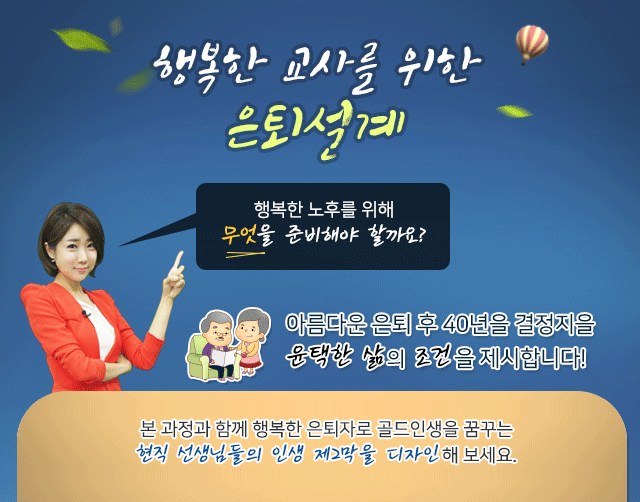 행복한 교사를 위한
은퇴설계
행복한 노후를 위해
무엇을 준비해야 할까요?
아름다운 은퇴 후 40년을 결정지을
윤택한 삶의 조건을 제시합니다!
본 과정과 함께 행복한 은퇴자로 골드인생을 꿈꾸는
현직 선생님들의 인생 제2막을 디자인해 보세요.